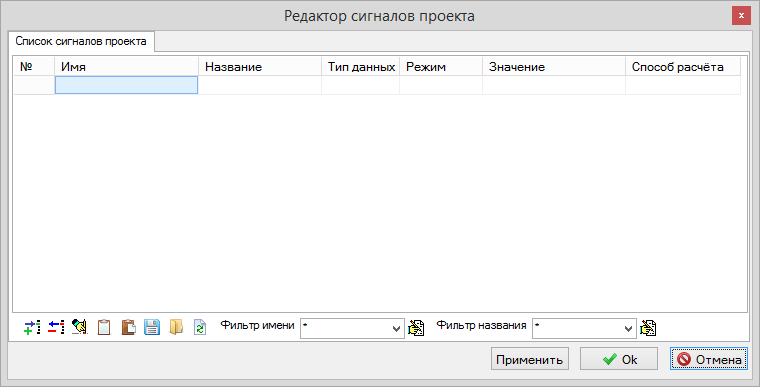 Редактор сигналов проекта
x
Список сигналов проекта
№ Имя Название Тип данных Режим Значение Способ расчёта
Фильтр имени * Фильтр названия *
Применить Ok Отмена